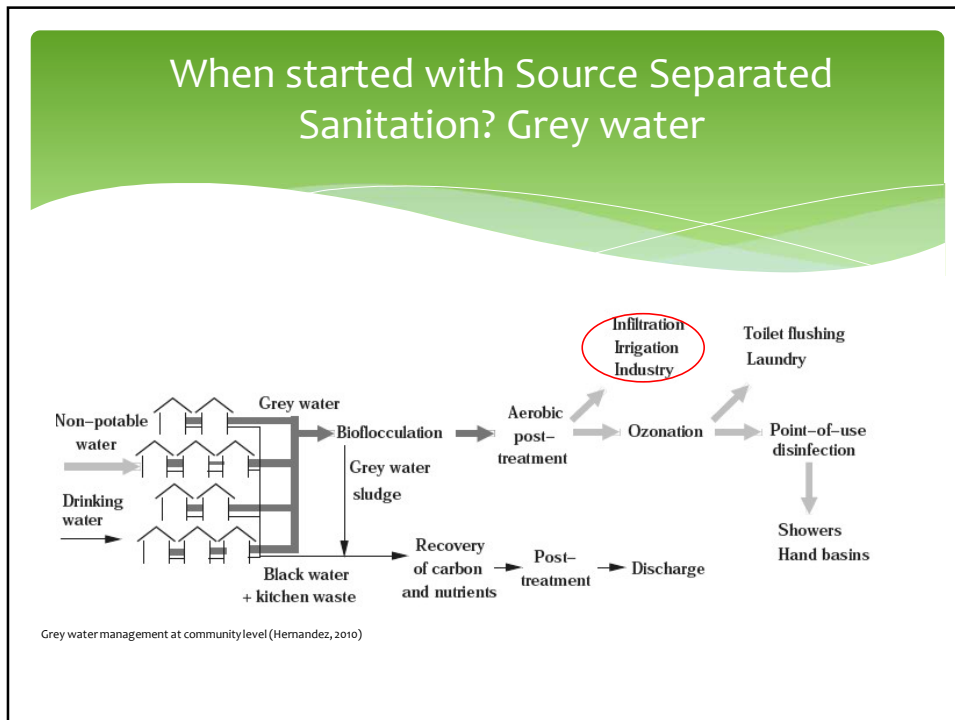 When started with Source Separated
Sanitation? Grey water
Infiltration
Irrigation
Industry
Toilet flushing
Laundry
Grey water
Non-potable
water
Bioflocculation
Aerobic
post-
treatment
Ozonation
Point-of-use
disinfection
Grey water
sludge
Drinking
water
Showers
Hand basins
Black water
+ kitchen waste
Recovery
of carbon
and nutrients
Post-
treatment
Discharge
Grey water management at community level (Hernandez, 2010)